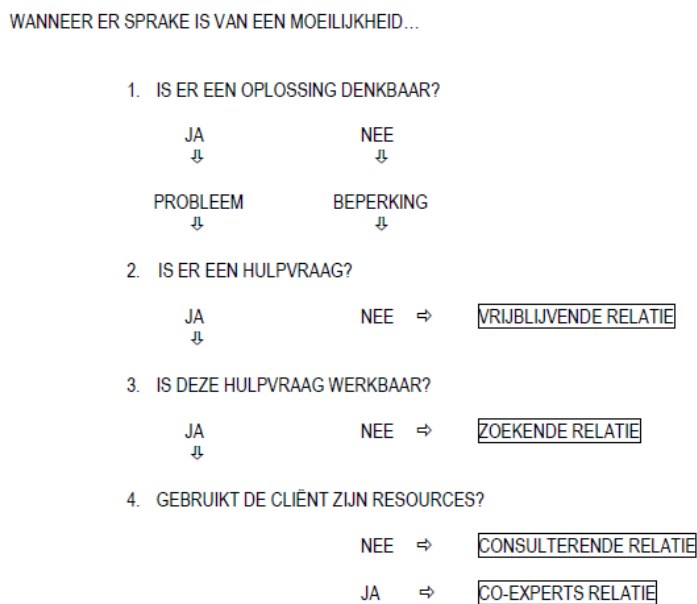 WANNEER ER SPRAKE IS VAN EEN MOEILIJKHEID…
1. IS ER EEN OPLOSSING DENKBAAR?
JA NEE
⇩ ⇩
PROBLEEM BEPERKING
⇩ ⇩
2. IS ER EEN HULPVRAAG?
JA NEE ⇨ VRIJBLIJVENDE RELATIE
⇩
3. IS DEZE HULPVRAAG WERKBAAR?
JA NEE ⇨ ZOEKENDE RELATIE
⇩
4. GEBRUIKT DE CLIËNT ZIJN RESOURCES?
NEE ⇨ CONSULTERENDE RELATIE
JA ⇨ CO-EXPERTS RELATIE